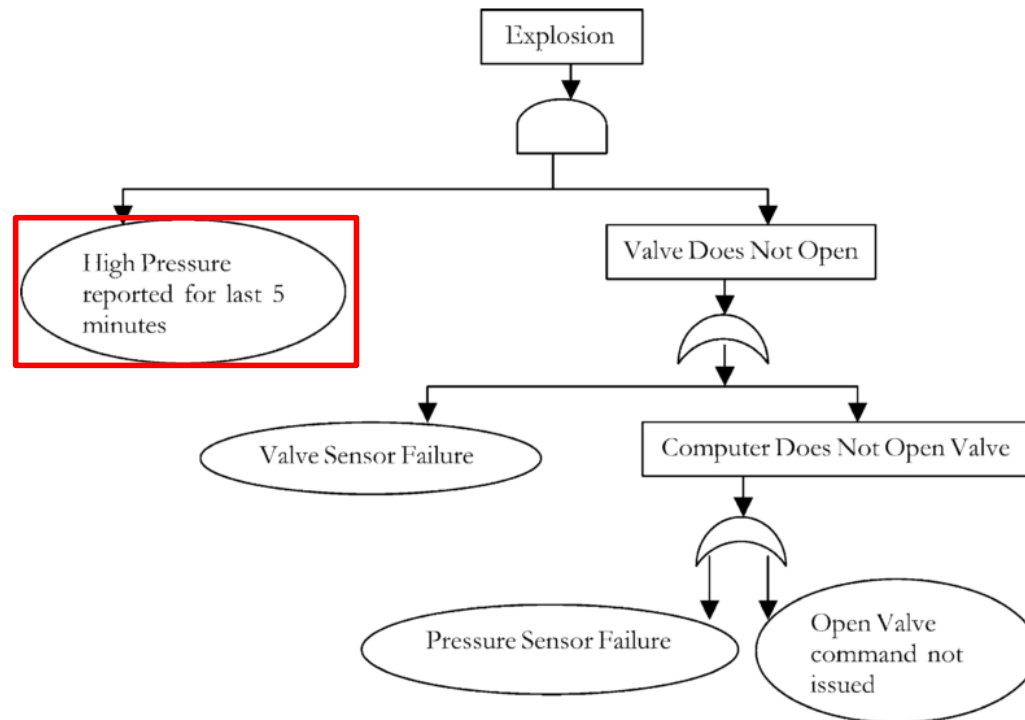 Explosion
High Pressure
reported for last 5
minutes
Valve Does Not Open
Valve Sensor Failure
Computer Does Not Open Valve
Pressure Sensor Failure
Open Valve
command not
issued